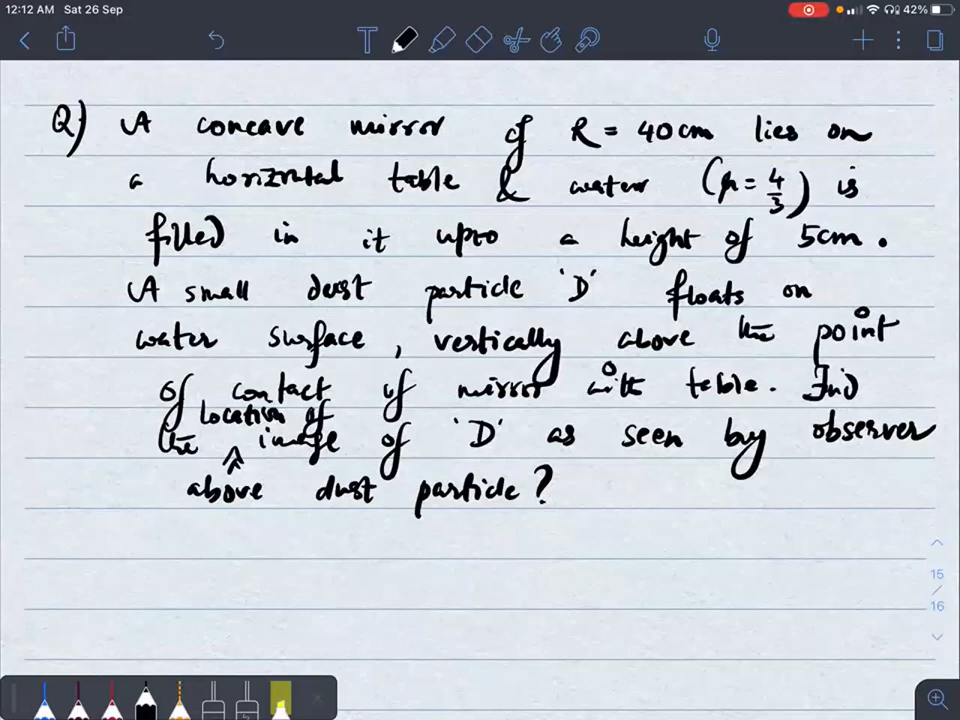 12:12 AM Sat 26 Sep
42%
Q) A concave mirror of R = 40cm lies on
a horizontal table & water (μ = 4/3) is
filled in it upto a height of 5cm.
A small dust particle 'D' floats on
water surface, vertically above the point
of contact of mirror with table. Find
the location of image of 'D' as seen by observer
above dust particle?
15
/
16